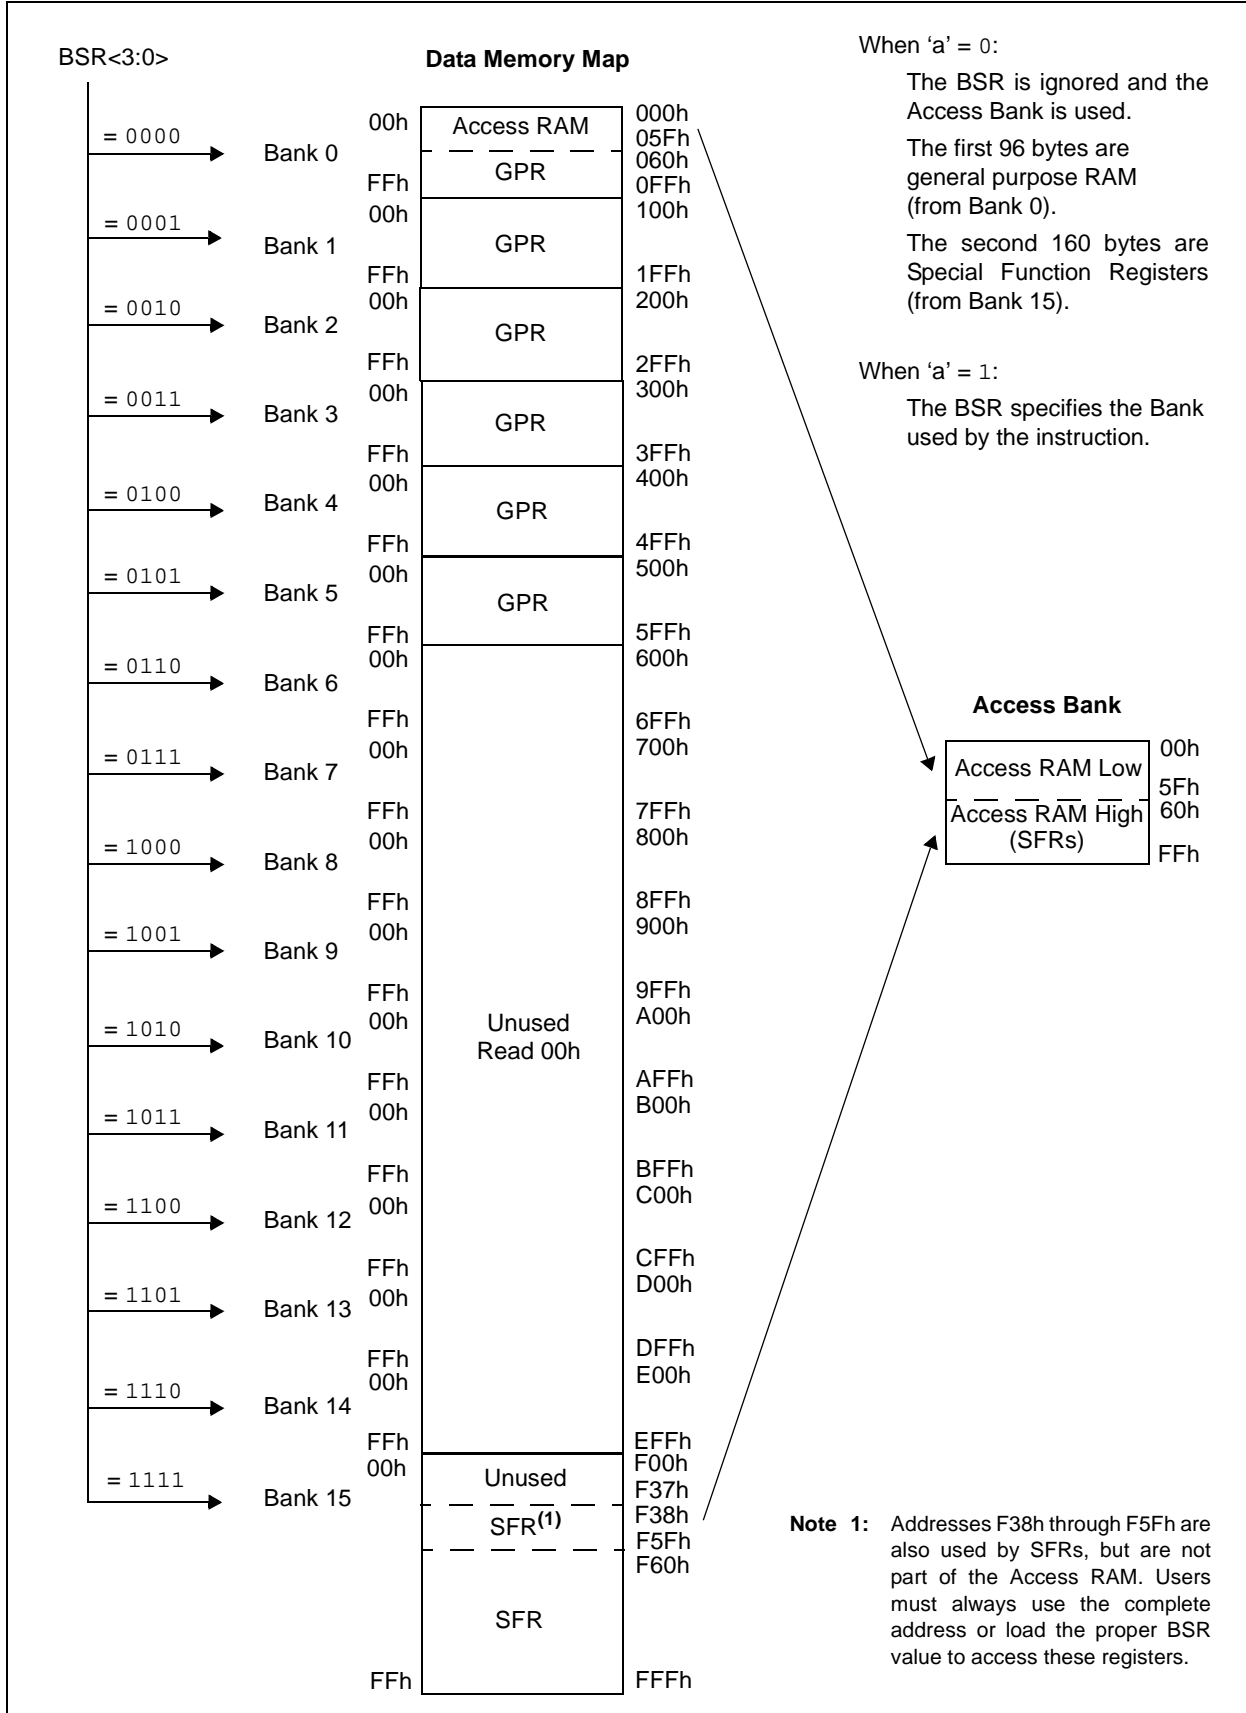 BSR<3:0>
Data Memory Map
When ‘a’ = 0:
The BSR is ignored and the
Access Bank is used.
The first 96 bytes are
general purpose RAM
(from Bank 0).
The second 160 bytes are
Special Function Registers
(from Bank 15).
When ‘a’ = 1:
The BSR specifies the Bank
used by the instruction.
= 0000
Bank 0
00h
FFh
Access RAM
GPR
000h
05Fh
060h
0FFh
= 0001
Bank 1
00h
FFh
GPR
100h
1FFh
= 0010
Bank 2
00h
FFh
GPR
200h
2FFh
= 0011
Bank 3
00h
FFh
GPR
300h
3FFh
= 0100
Bank 4
00h
FFh
GPR
400h
4FFh
= 0101
Bank 5
00h
FFh
GPR
500h
5FFh
= 0110
Bank 6
00h
FFh
600h
6FFh
= 0111
Bank 7
00h
FFh
700h
7FFh
= 1000
Bank 8
00h
FFh
800h
8FFh
= 1001
Bank 9
00h
FFh
900h
9FFh
= 1010
Bank 10
00h
FFh
Unused
Read 00h
A00h
AFFh
= 1011
Bank 11
00h
FFh
B00h
BFFh
= 1100
Bank 12
00h
FFh
C00h
CFFh
= 1101
Bank 13
00h
FFh
D00h
DFFh
= 1110
Bank 14
00h
FFh
E00h
EFFh
= 1111
Bank 15
00h
FFh
Unused
SFR(1)
SFR
F00h
F37h
F38h
F5Fh
F60h
FFFh
Access Bank
Access RAM Low
Access RAM High
(SFRs)
00h
5Fh
60h
FFh
Note 1: Addresses F38h through F5Fh are
also used by SFRs, but are not
part of the Access RAM. Users
must always use the complete
address or load the proper BSR
value to access these registers.